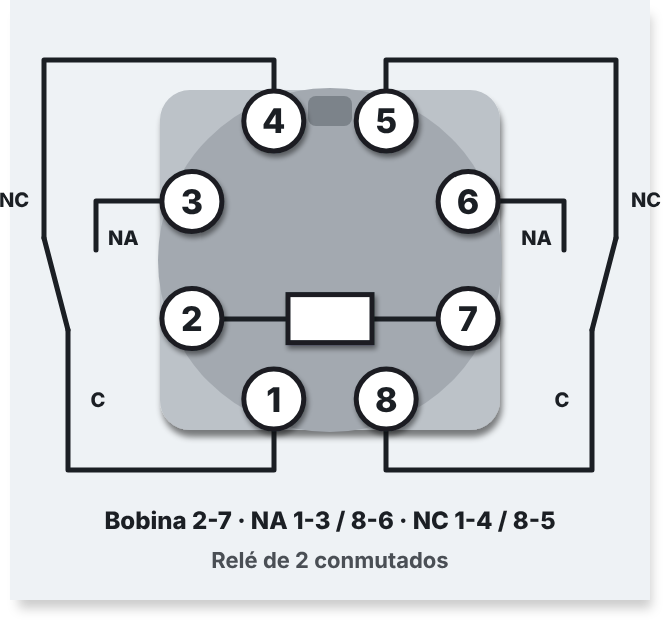 4 5
NC 3 6 NC
NA NA
2 7
1 8
C C
Bobina 2-7 · NA 1-3 / 8-6 · NC 1-4 / 8-5
Relé de 2 conmutados